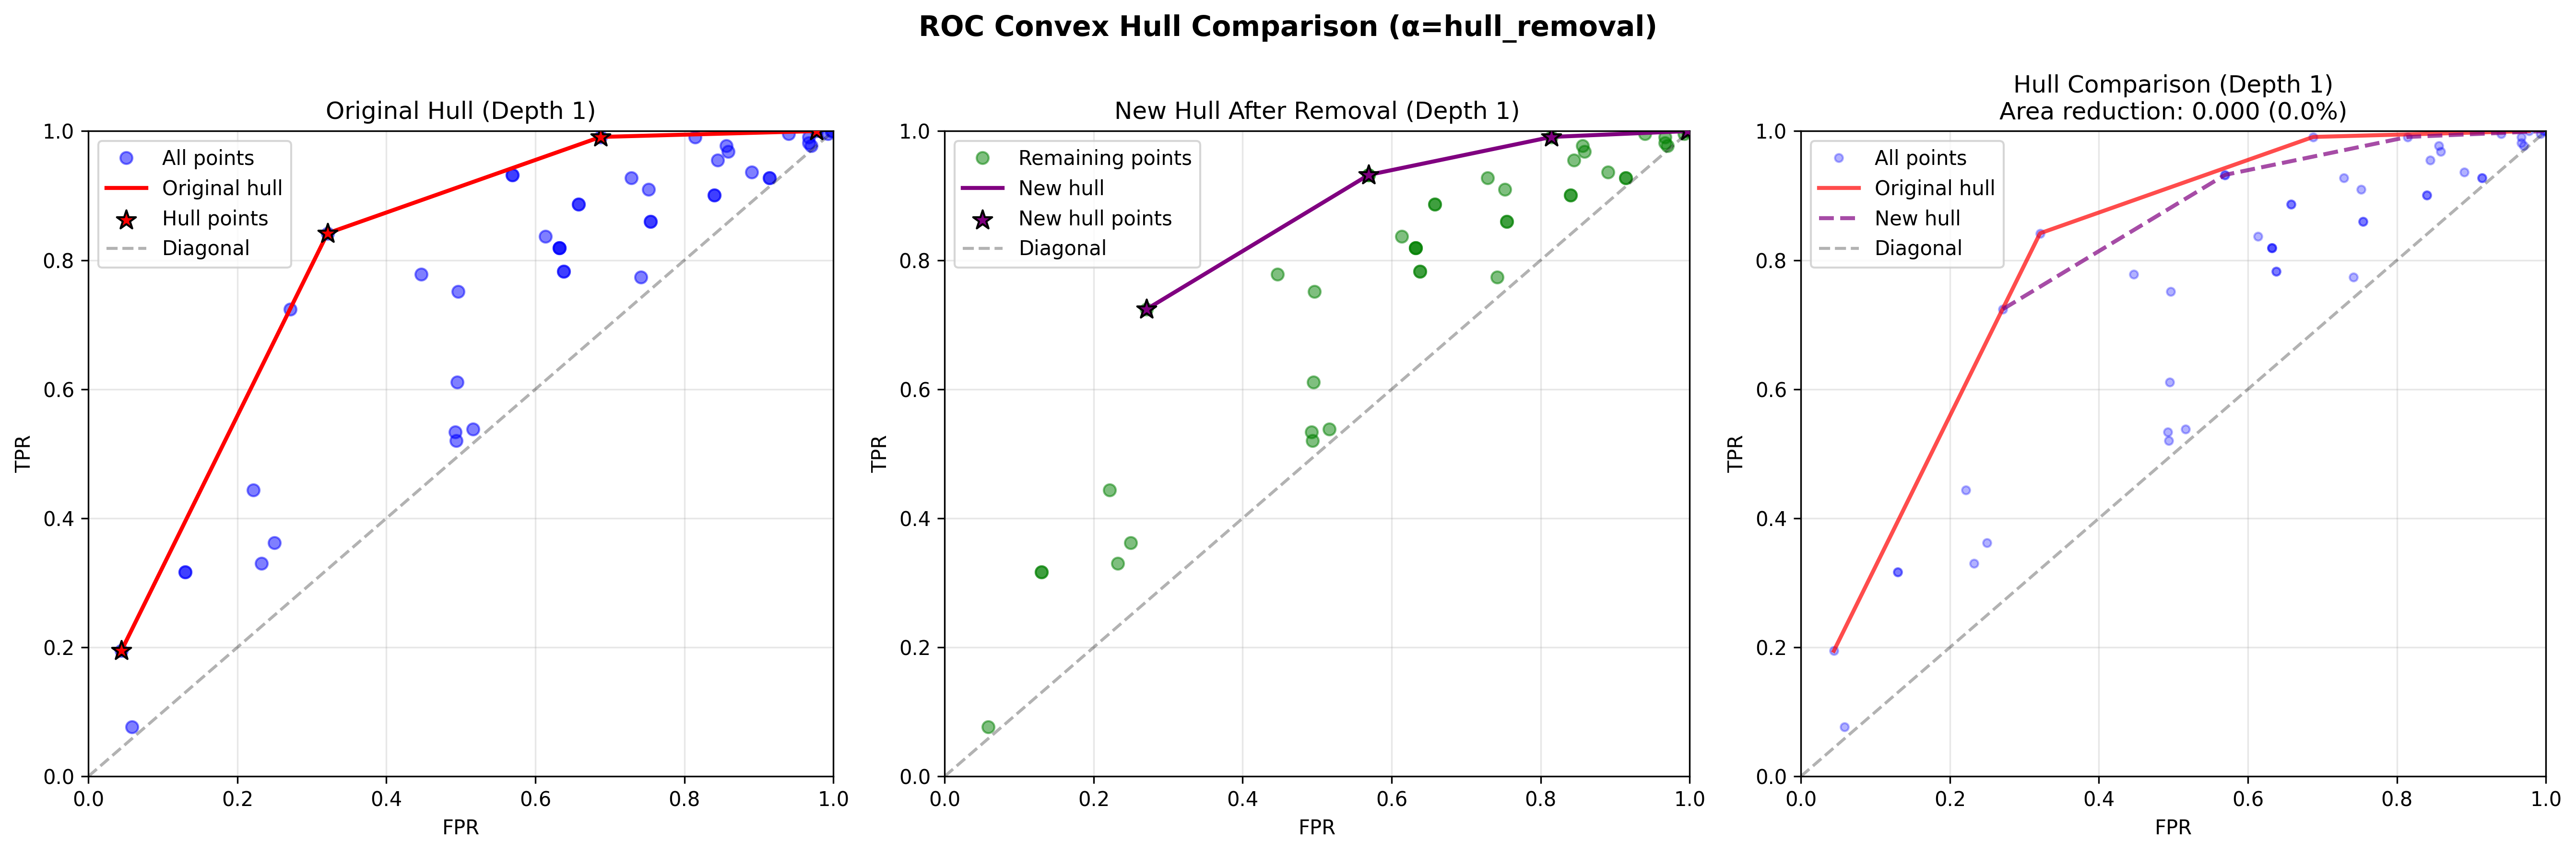 ROC Convex Hull Comparison (α=hull_removal)
Original Hull (Depth 1)
All points
Original hull
Hull points
Diagonal
1.0
0.8
0.6
0.4
0.2
0.0
TPR
0.0 0.2 0.4 0.6 0.8 1.0
FPR
New Hull After Removal (Depth 1)
Remaining points
New hull
New hull points
Diagonal
1.0
0.8
0.6
0.4
0.2
0.0
TPR
0.0 0.2 0.4 0.6 0.8 1.0
FPR
Hull Comparison (Depth 1)
Area reduction: 0.000 (0.0%)
All points
Original hull
New hull
Diagonal
1.0
0.8
0.6
0.4
0.2
0.0
TPR
0.0 0.2 0.4 0.6 0.8 1.0
FPR